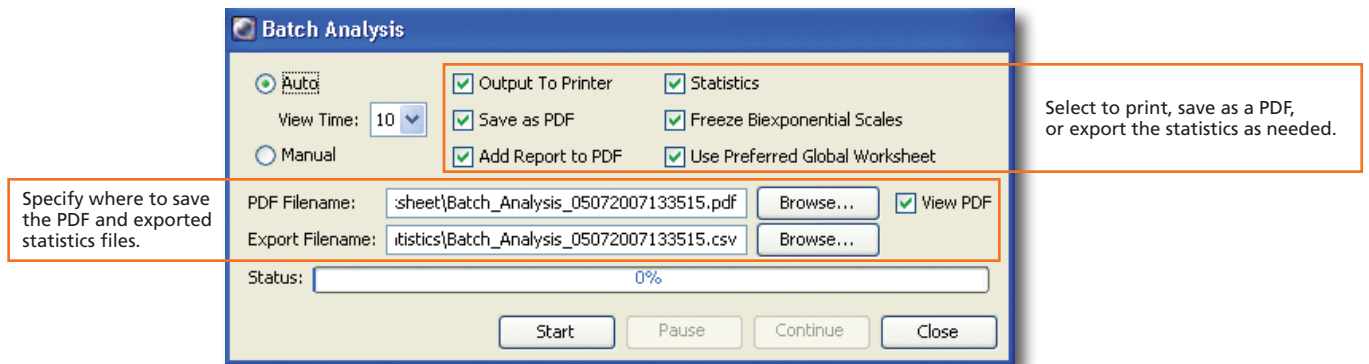 Batch Analysis
Auto
View Time: 10
Manual
Output To Printer
Save as PDF
Add Report to PDF
Statistics
Freeze Biexponential Scales
Use Preferred Global Worksheet
Select to print, save as a PDF,
or export the statistics as needed.
Specify where to save
the PDF and exported
statistics files.
PDF Filename: :sheet\Batch_Analysis_05072007133515.pdf Browse... View PDF
Export Filename: itistics\Batch_Analysis_05072007133515.csv Browse...
Status: 0%
Start Pause Continue Close